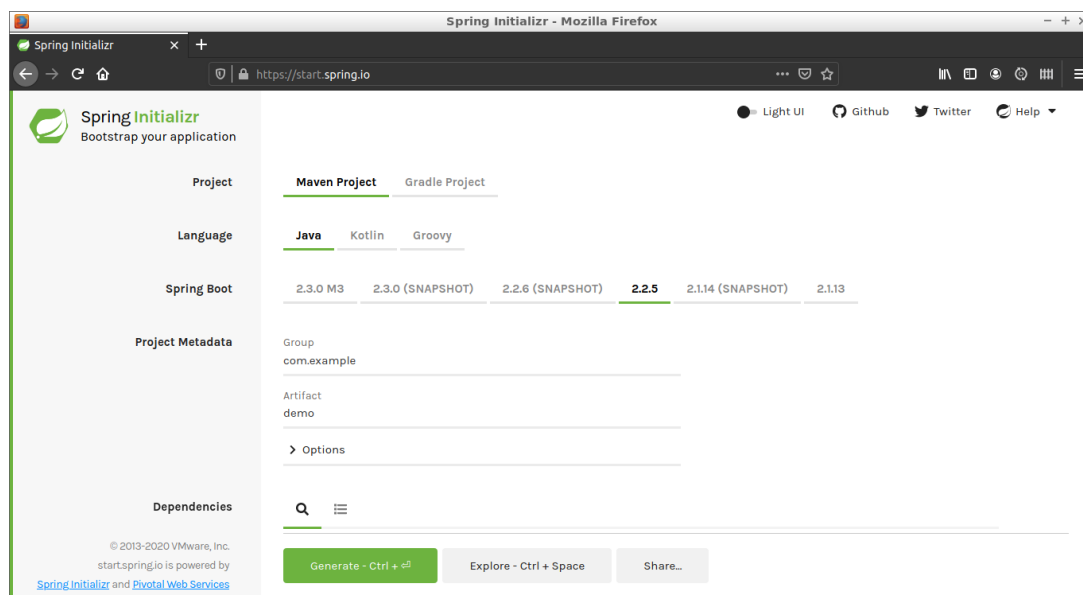 Spring Initializr - Mozilla Firefox
Spring Initializr
https://start.spring.io
Spring Initializr
Bootstrap your application
Light UI Github Twitter Help
Project Maven Project Gradle Project
Language Java Kotlin Groovy
Spring Boot 2.3.0 M3 2.3.0 (SNAPSHOT) 2.2.6 (SNAPSHOT) 2.2.5 2.1.14 (SNAPSHOT) 2.1.13
Project Metadata Group
com.example
Artifact
demo
Options
Dependencies
© 2013-2020 VMware, Inc.
start.spring.io is powered by
Spring Initializr and Pivotal Web Services
Generate - Ctrl + ⏎ Explore - Ctrl + Space Share...